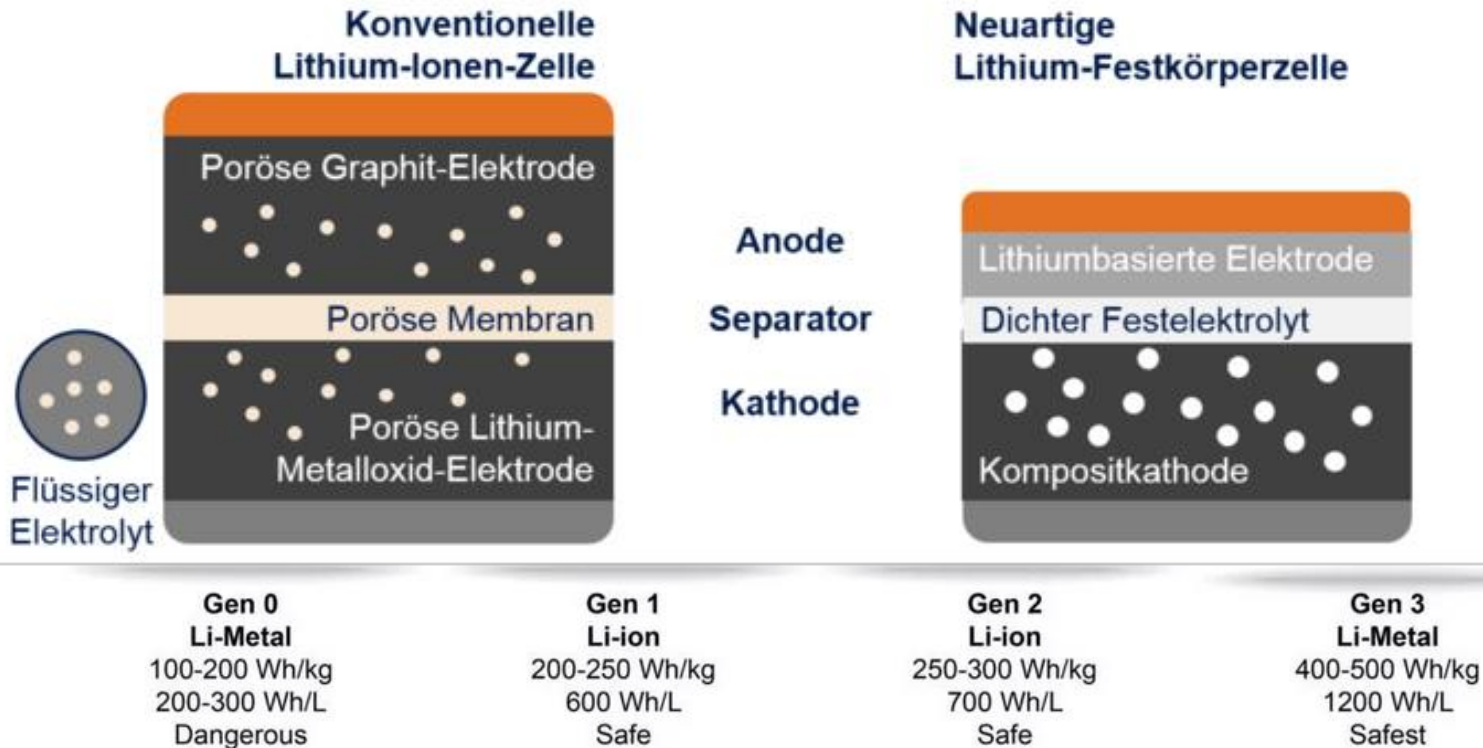 Konventionelle
Lithium-Ionen-Zelle
Neuartige
Lithium-Festkörperzelle
Poröse Graphit-Elektrode
Poröse Membran
Poröse Lithium-
Metalloxid-Elektrode
Flüssiger
Elektrolyt
Anode
Separator
Kathode
Lithiumbasierte Elektrode
Dichter Festelektrolyt
Kompositkathode
Gen 0
Li-Metal
100-200 Wh/kg
200-300 Wh/L
Dangerous
Gen 1
Li-ion
200-250 Wh/kg
600 Wh/L
Safe
Gen 2
Li-ion
250-300 Wh/kg
700 Wh/L
Safe
Gen 3
Li-Metal
400-500 Wh/kg
1200 Wh/L
Safest